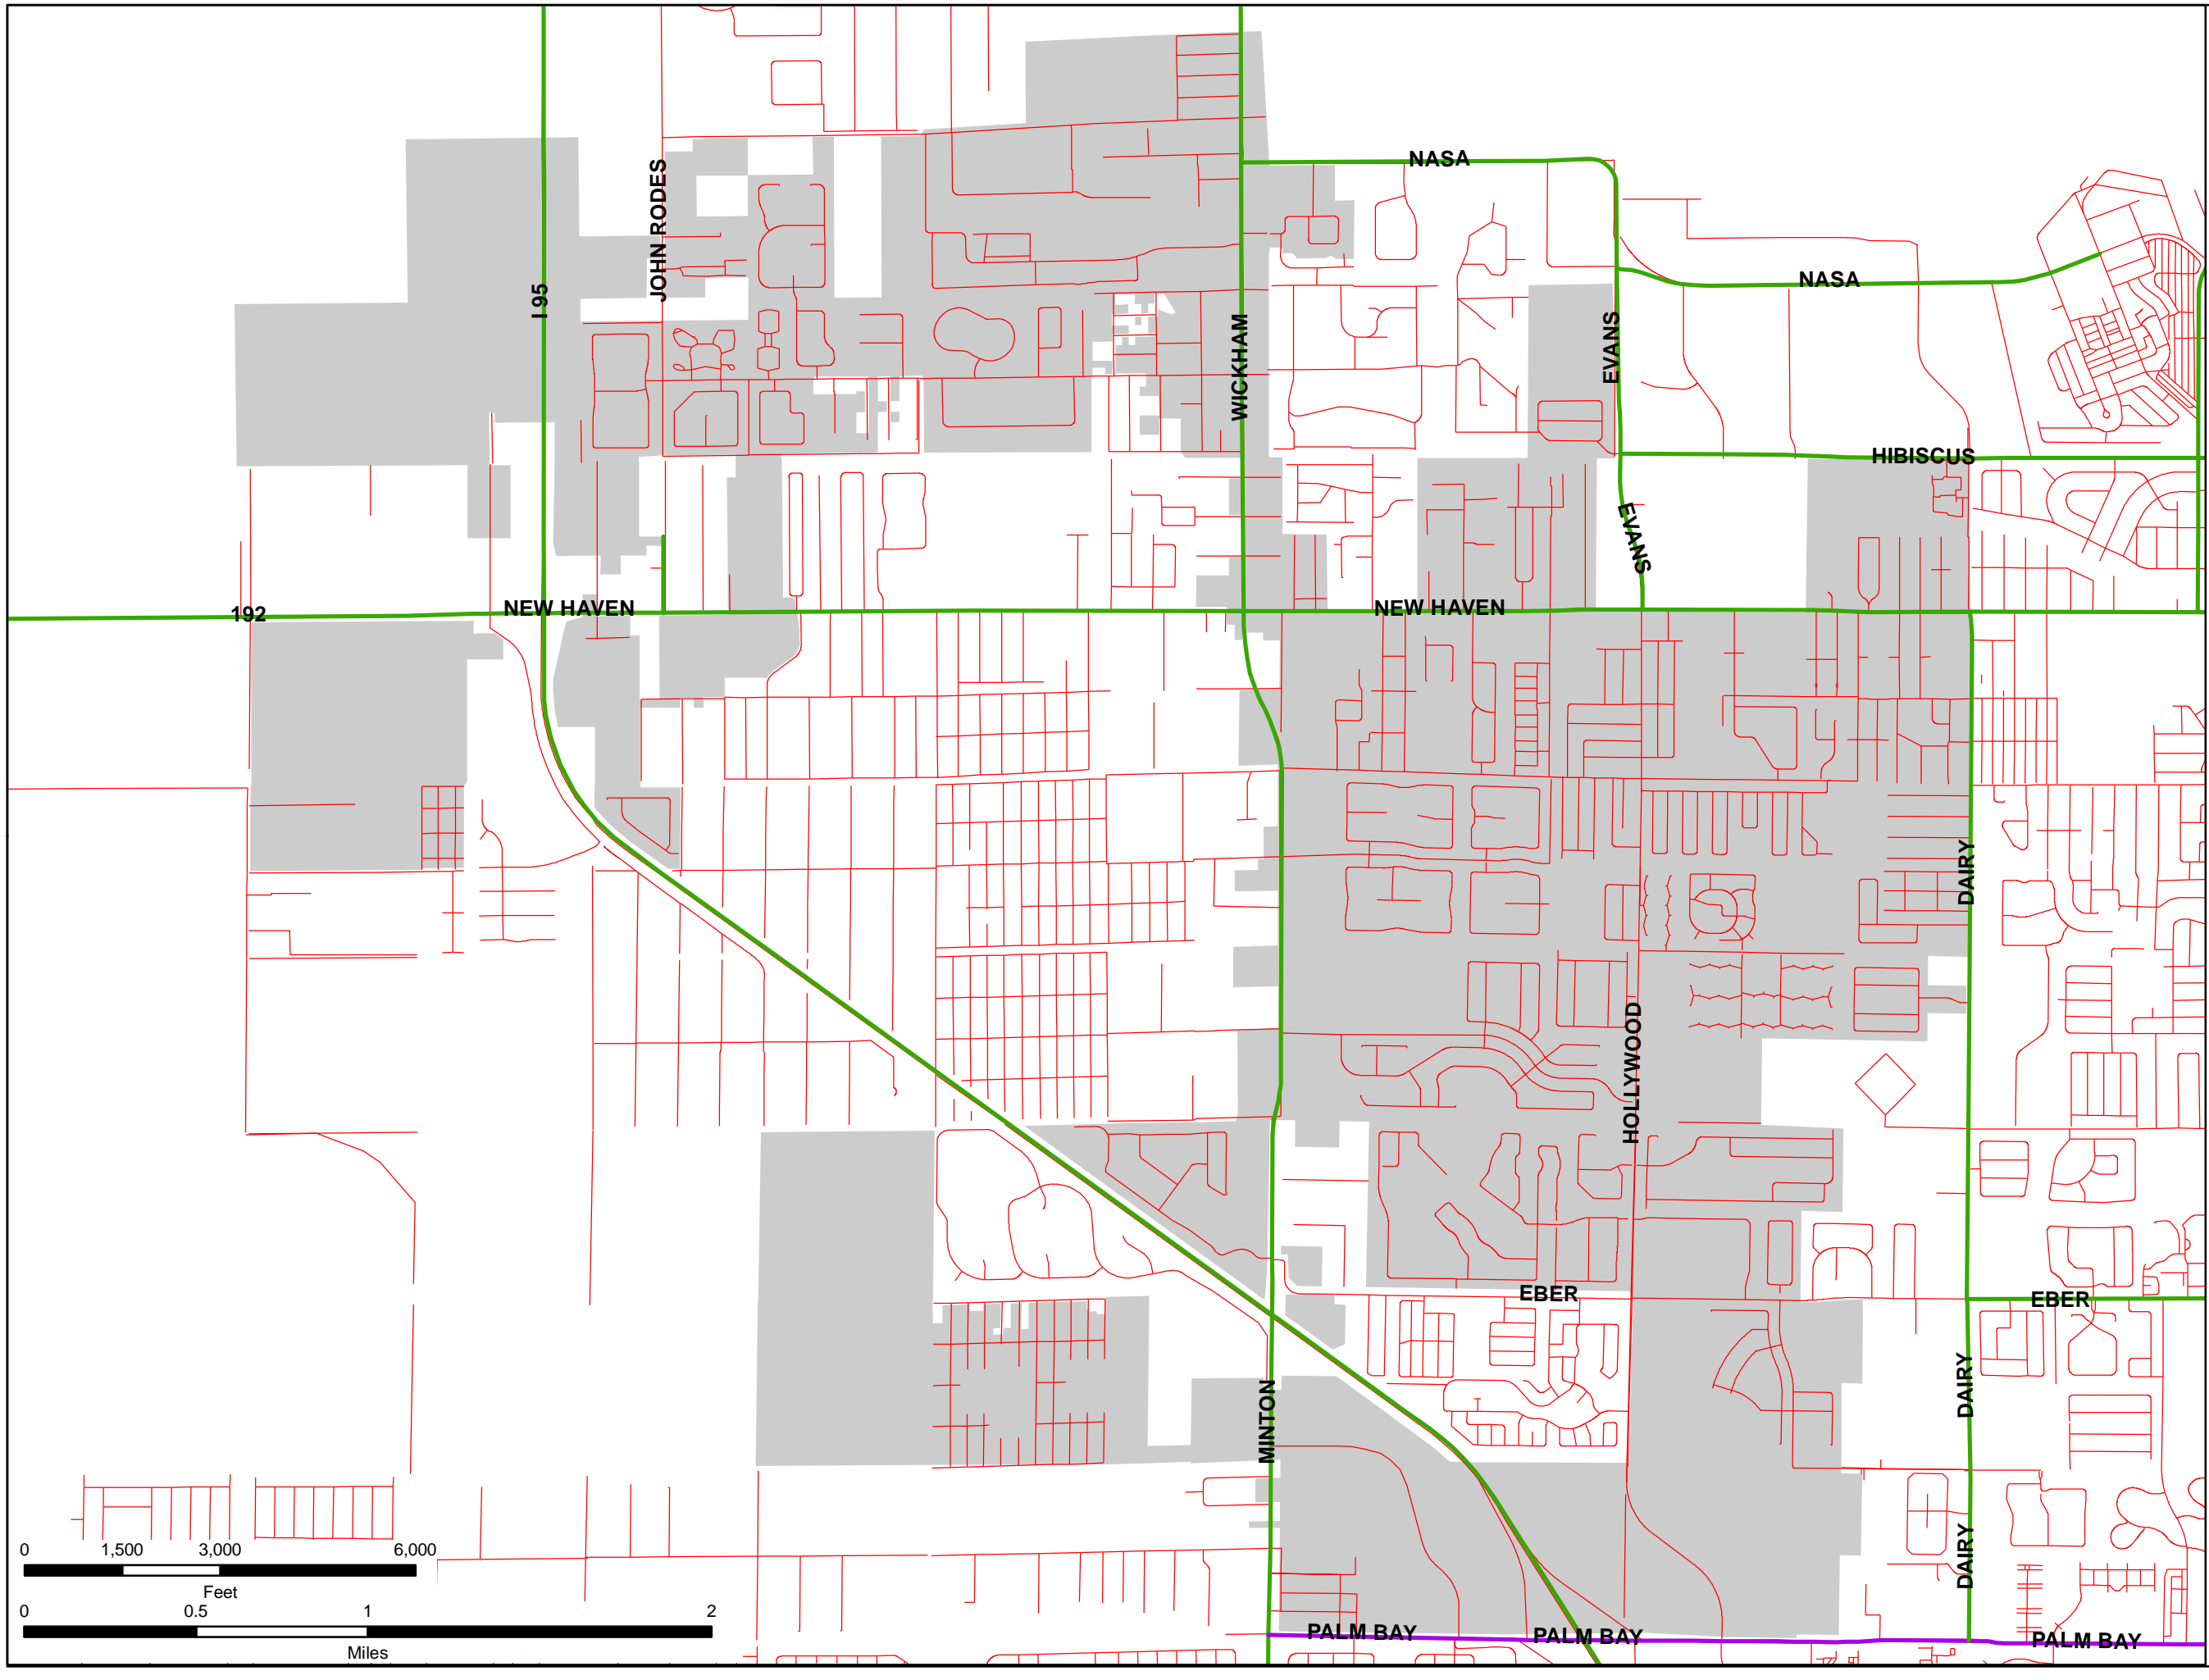 NASA
JOHN RODES
NASA
I 95
EVANS
WICKHAM
HIBISCUS
EVANS
192
NEW HAVEN
NEW HAVEN
DAIRY
HOLLYWOOD
EBER
EBER
DAIRY
MINTON
0 1,500 3,000 6,000
Feet
DAIRY
0 0.5 1 2
Miles
PALM BAY
PALM BAY
PALM BAY